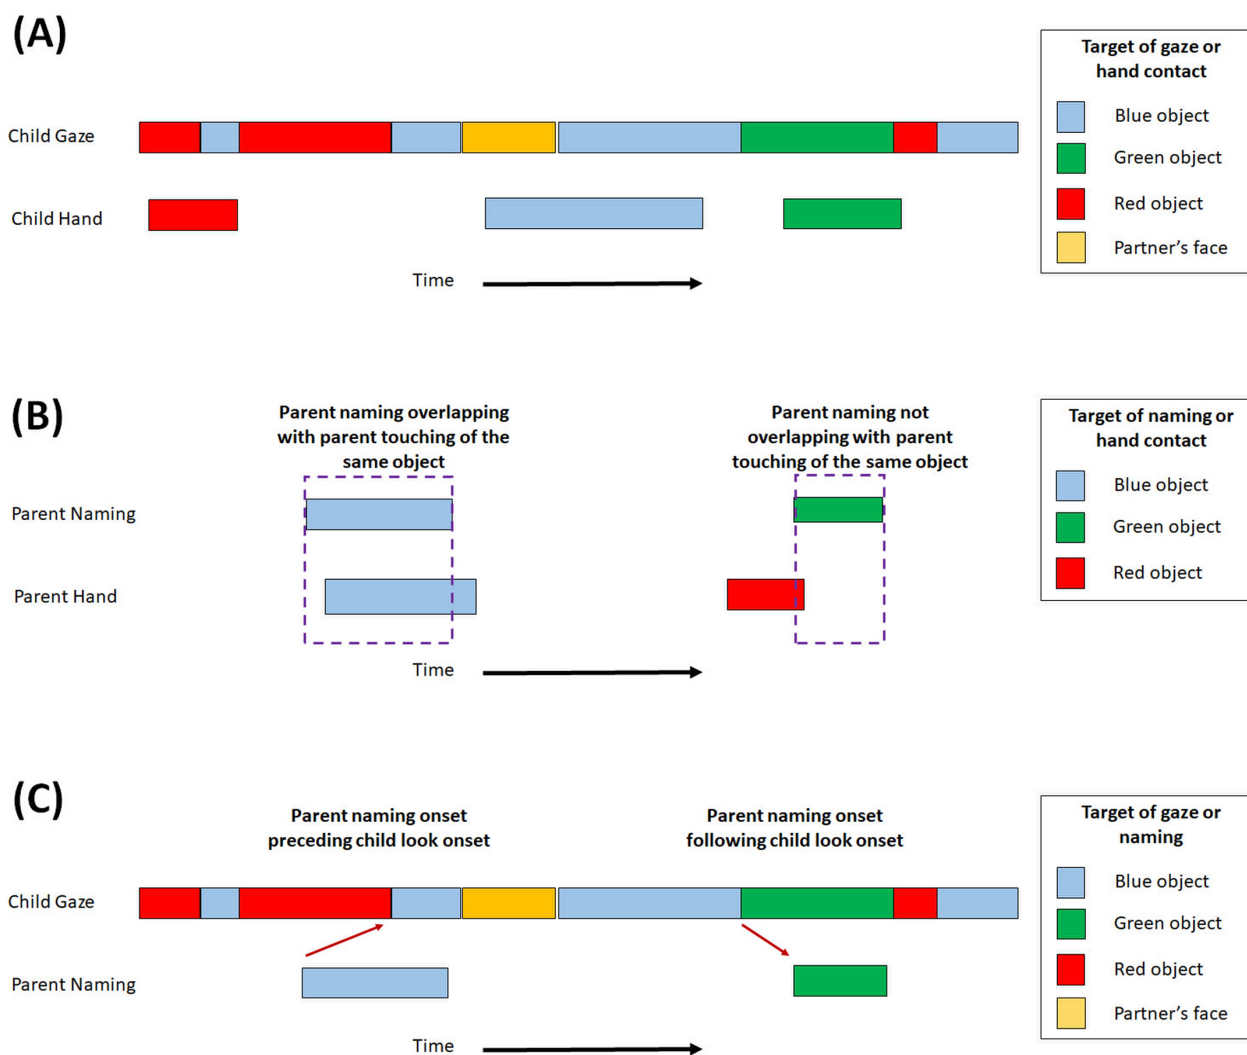 (A)
Target of gaze or
hand contact
Blue object
Green object
Red object
Partner's face
Child Gaze
Child Hand
Time
(B)
Parent naming overlapping
with parent touching of the
same object
Parent naming not
overlapping with parent
touching of the same object
Target of naming or
hand contact
Blue object
Green object
Red object
Parent Naming
Parent Hand
Time
(C)
Parent naming onset
preceding child look onset
Parent naming onset
following child look onset
Target of gaze or
naming
Blue object
Green object
Red object
Partner's face
Child Gaze
Parent Naming
Time